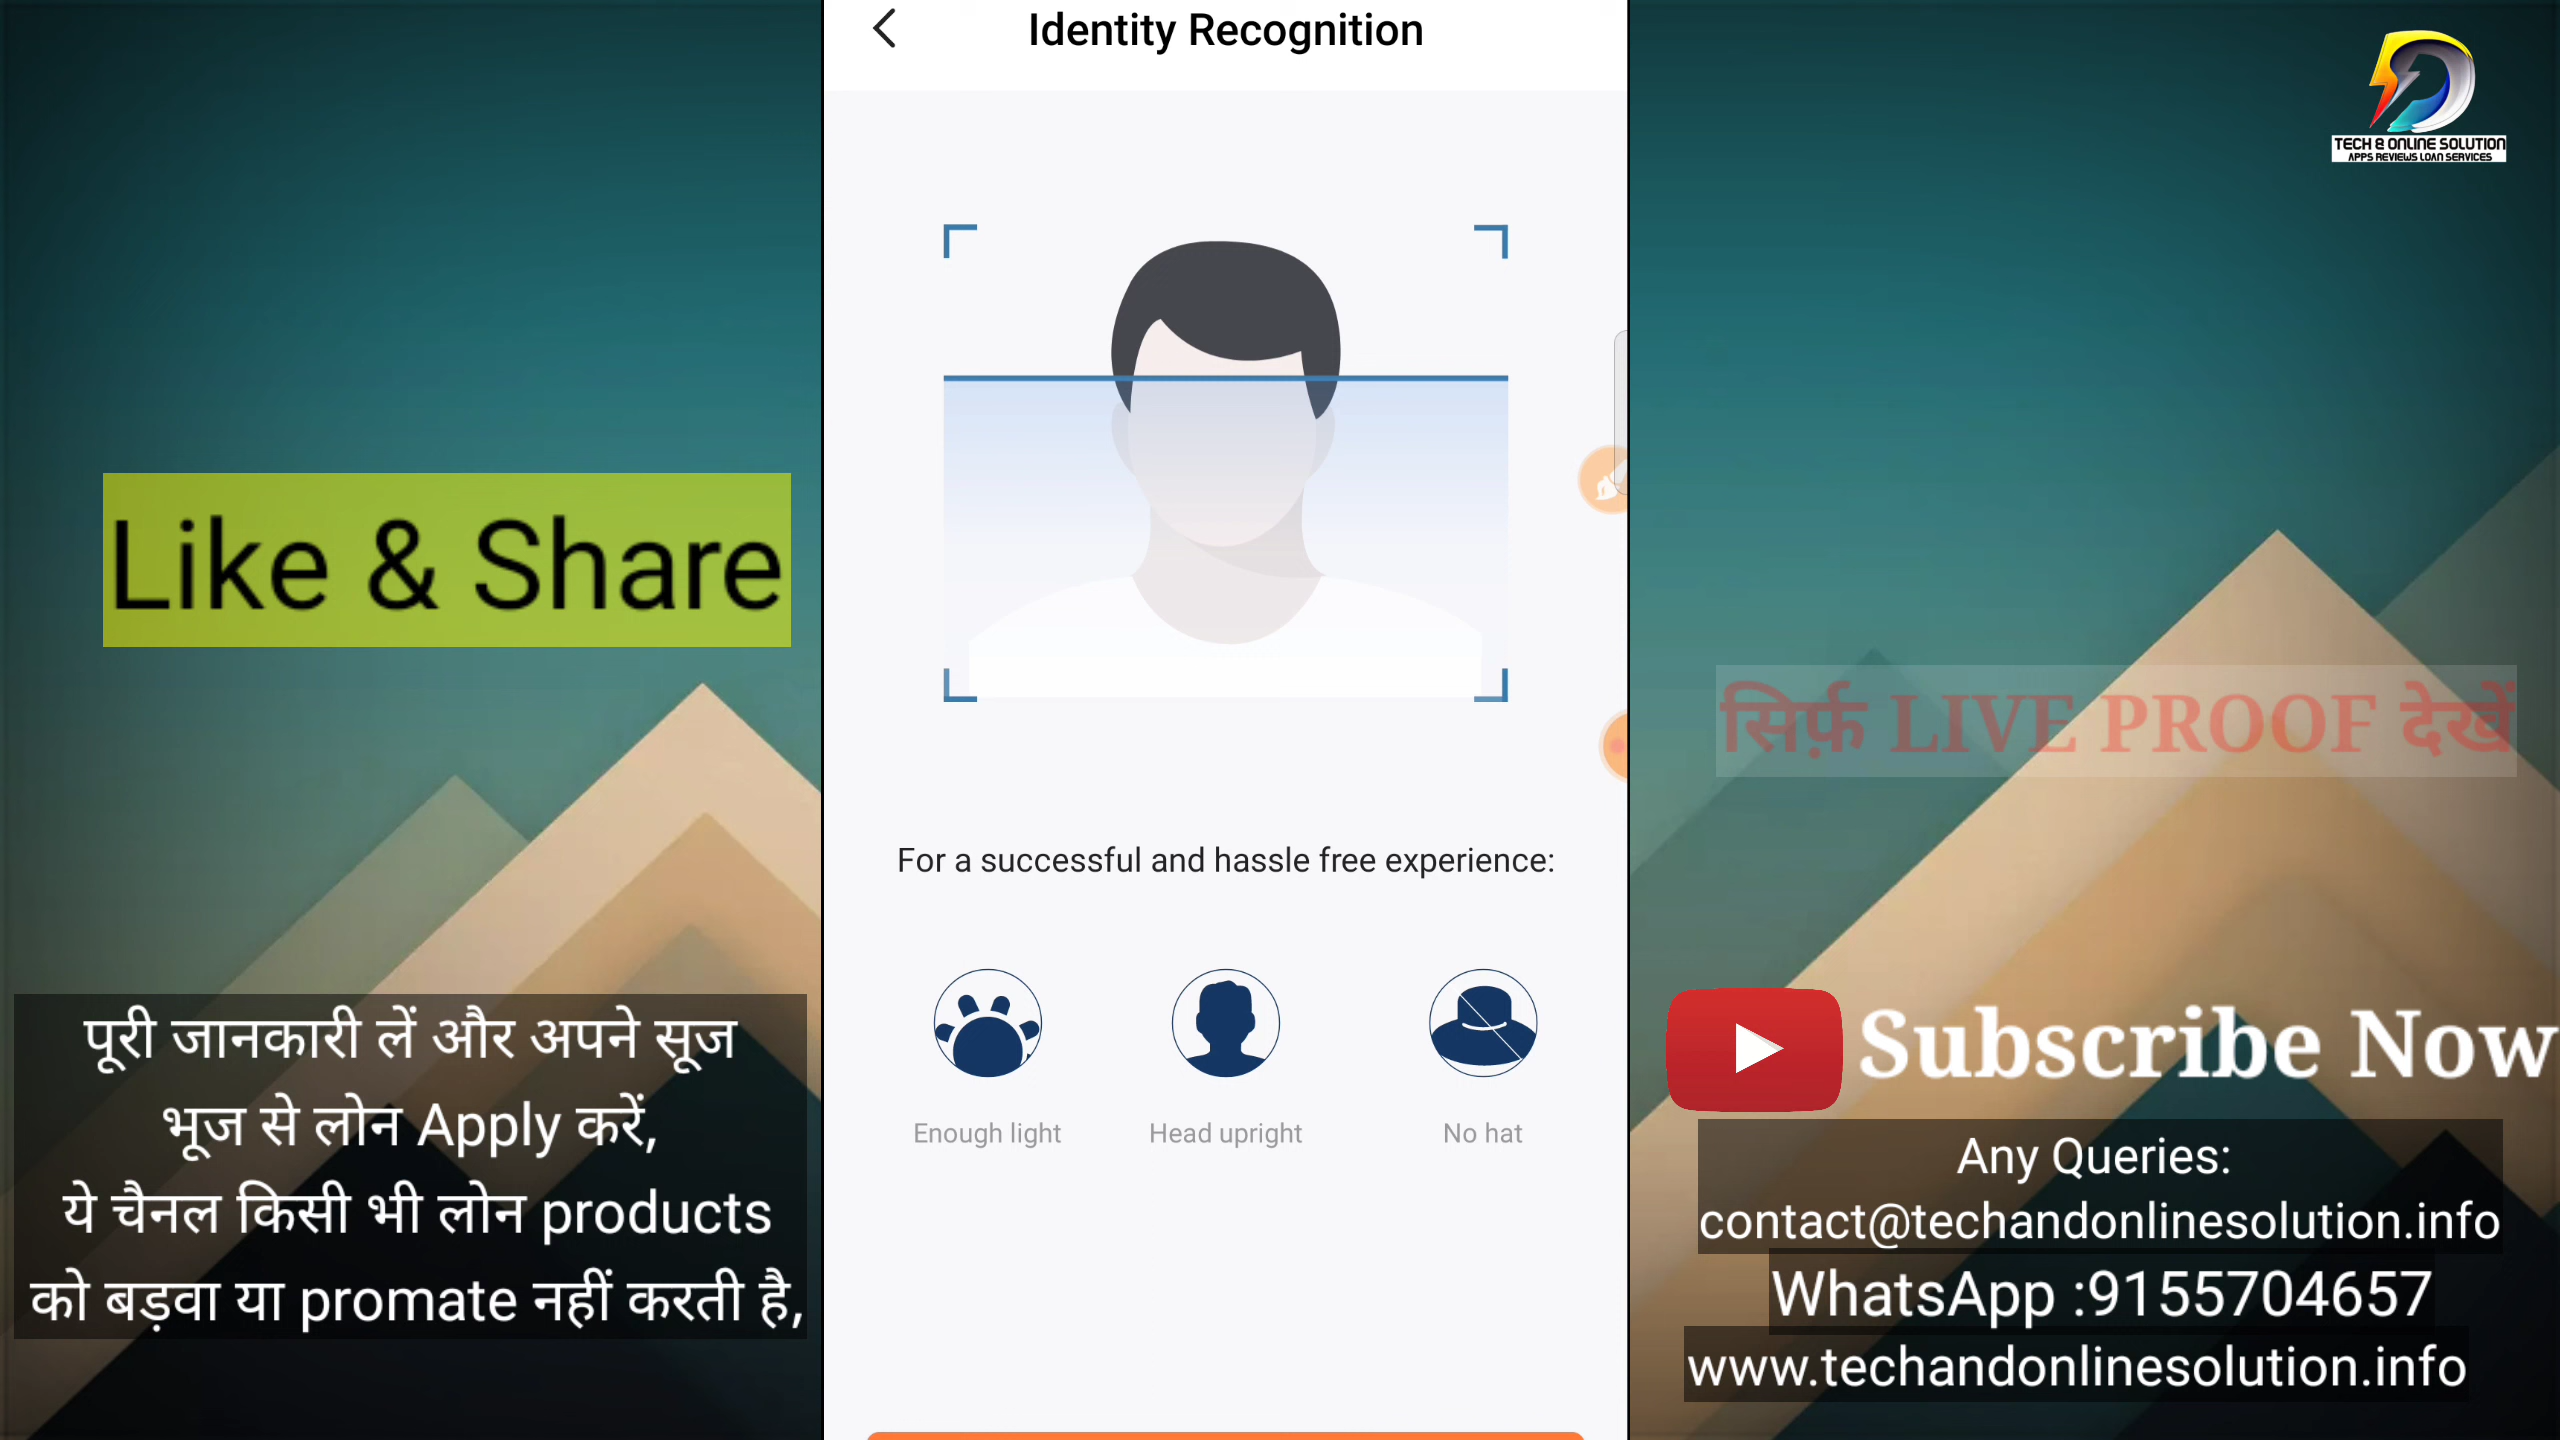 Identity Recognition
TECH & ONLINE SOLUTION
APPS REVIEWS LOAN SERVICES
Like & Share
सिर्फ़ LIVE PROOF देखें
For a successful and hassle free experience:
Enough light
Head upright
No hat
पूरी जानकारी लें और अपने सूज
भूज से लोन Apply करें,
ये चैनल किसी भी लोन products
को बड़वा या promate नहीं करती है,
Subscribe Now
Any Queries:
contact@techandonlinesolution.info
WhatsApp :9155704657
www.techandonlinesolution.info